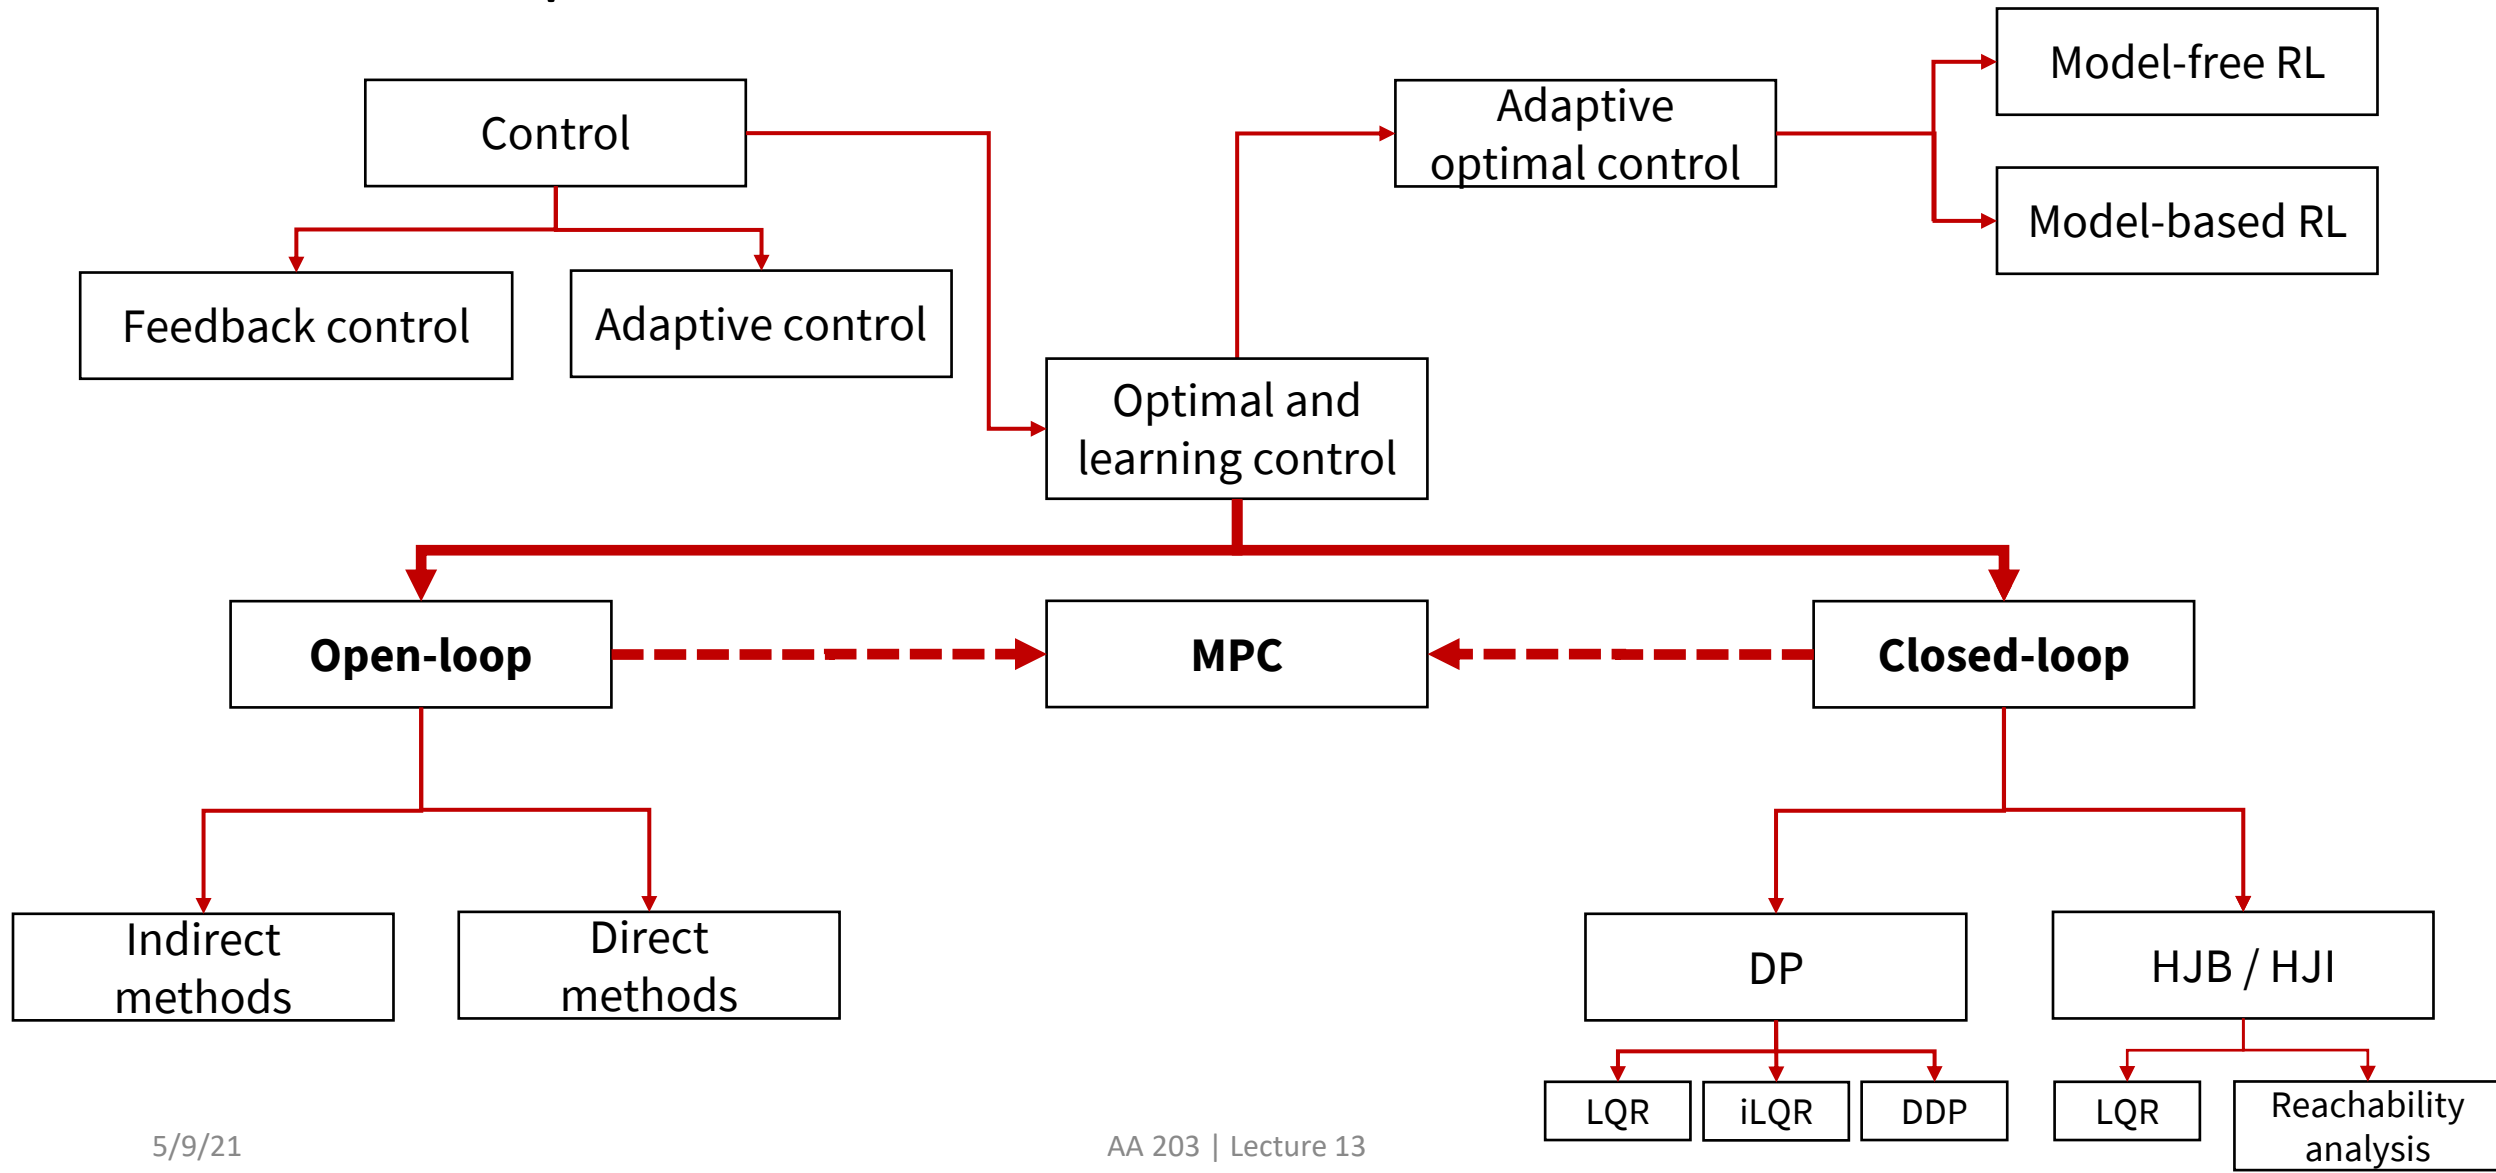 Model-free RL
Control
Adaptive
optimal control
Model-based RL
Feedback control
Adaptive control
Optimal and
learning control
Open-loop
MPC
Closed-loop
Indirect
methods
Direct
methods
DP
HJB / HJI
LQR
iLQR
DDP
LQR
Reachability
analysis
5/9/21
AA 203 | Lecture 13